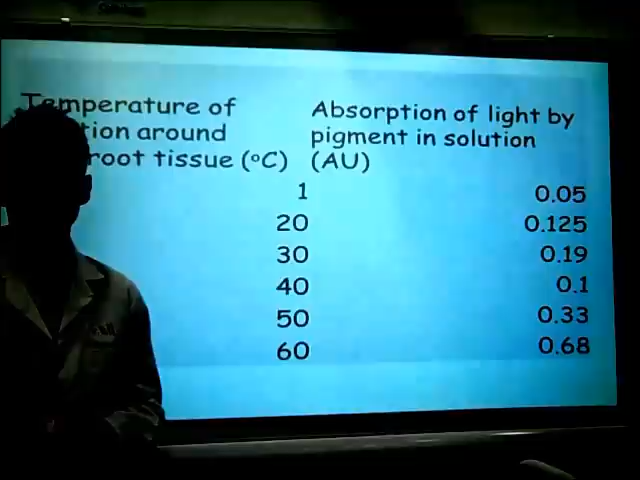 Temperature of
tion around
root tissue (°C)
Absorption of light by
pigment in solution
(AU)
1 0.05
20 0.125
30 0.19
40 0.1
50 0.33
60 0.68